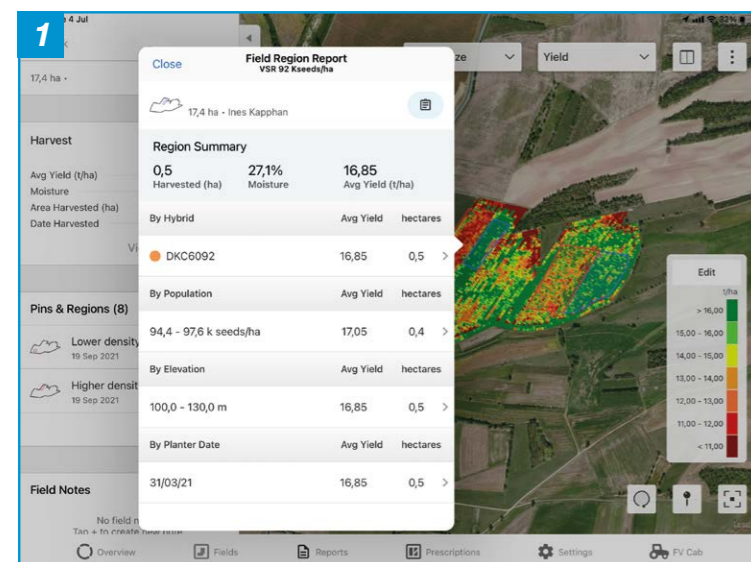 1
4 Jul
32%
17,4 ha •
Harvest
Avg Yield (t/ha)
Moisture
Area Harvested (ha)
Date Harvested
Pins & Regions (8)
Lower density
19 Sep 2021
Higher densit
19 Sep 2021
Field Notes
No field n
Tap + to create new note
Close
Field Region Report
VSR 92 Kseeds/ha
17,4 ha • Ines Kapphan
Region Summary
0,5 27,1% 16,85
Harvested (ha) Moisture Avg Yield (t/ha)
By Hybrid Avg Yield hectares
DKC6092 16,85 0,5
By Population Avg Yield hectares
94,4 - 97,6 k seeds/ha 17,05 0,4
By Elevation Avg Yield hectares
100,0 - 130,0 m 16,85 0,5
By Planter Date Avg Yield hectares
31/03/21 16,85 0,5
ze
Yield
Edit
t/ha
> 16,00
15,00 - 16,00
14,00 - 15,00
13,00 - 14,00
12,00 - 13,00
11,00 - 12,00
< 11,00
Overview Fields Reports Prescriptions Settings FV Cab